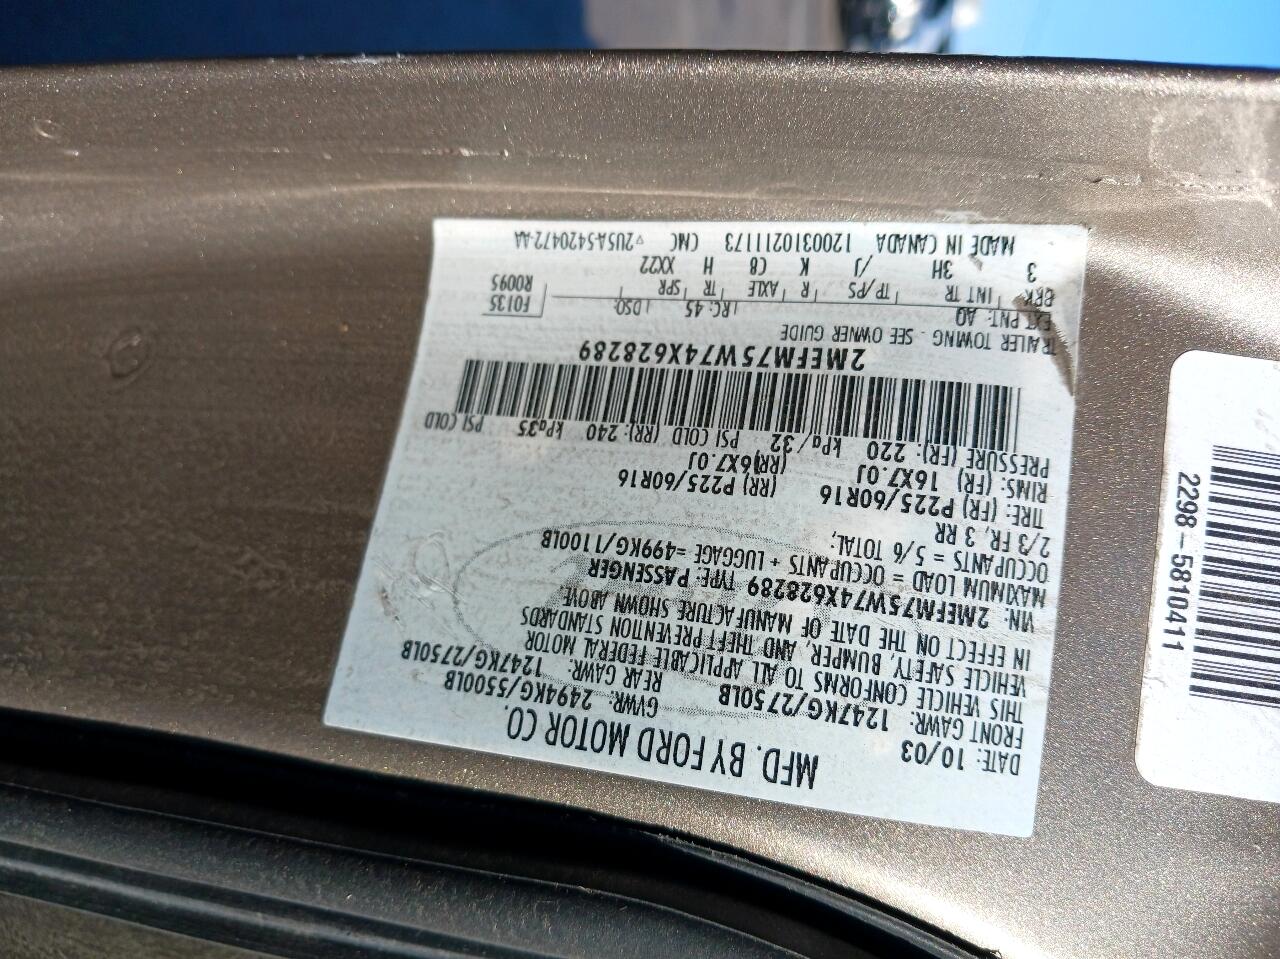 MFD. BY FORD MOTOR CO.
DATE: 10/03 GVWR: 2494KG/5500LB
FRONT GAWR: 1247KG/2750LB REAR GAWR: 1247KG/2750LB
THIS VEHICLE CONFORMS TO ALL APPLICABLE FEDERAL MOTOR
VEHICLE SAFETY, BUMPER, AND THEFT PREVENTION STANDARDS
IN EFFECT ON THE DATE OF MANUFACTURE SHOWN ABOVE
VIN: 2MEFM75W74X628289 TYPE: PASSENGER
MAXIMUM LOAD = OCCUPANTS + LUGGAGE =499KG/1100LB
OCCUPANTS = 5/6 TOTAL;
2/3 FR, 3 RR
TIRE: (FR) P225/60R16 (RR) P225/60R16
RIMS: (FR) 16X7.0J (RR)16X7.0J
PRESSURE (FR): 220 kPa/32 PSI COLD (RR): 240 kPa35 PSI COLD
2MEFM75W74X628289
TRAILER TOWING - SEE OWNER GUIDE
EXT PNT: AQ RC: 45 DSO: F0135
BRK INT TR TP/PS R AXLE TR SPR R0095
3 3H /J K C8 H XX22
MADE IN CANADA 1200310211173 CMC ▽2U5A-5420472-AA
2298-5810411